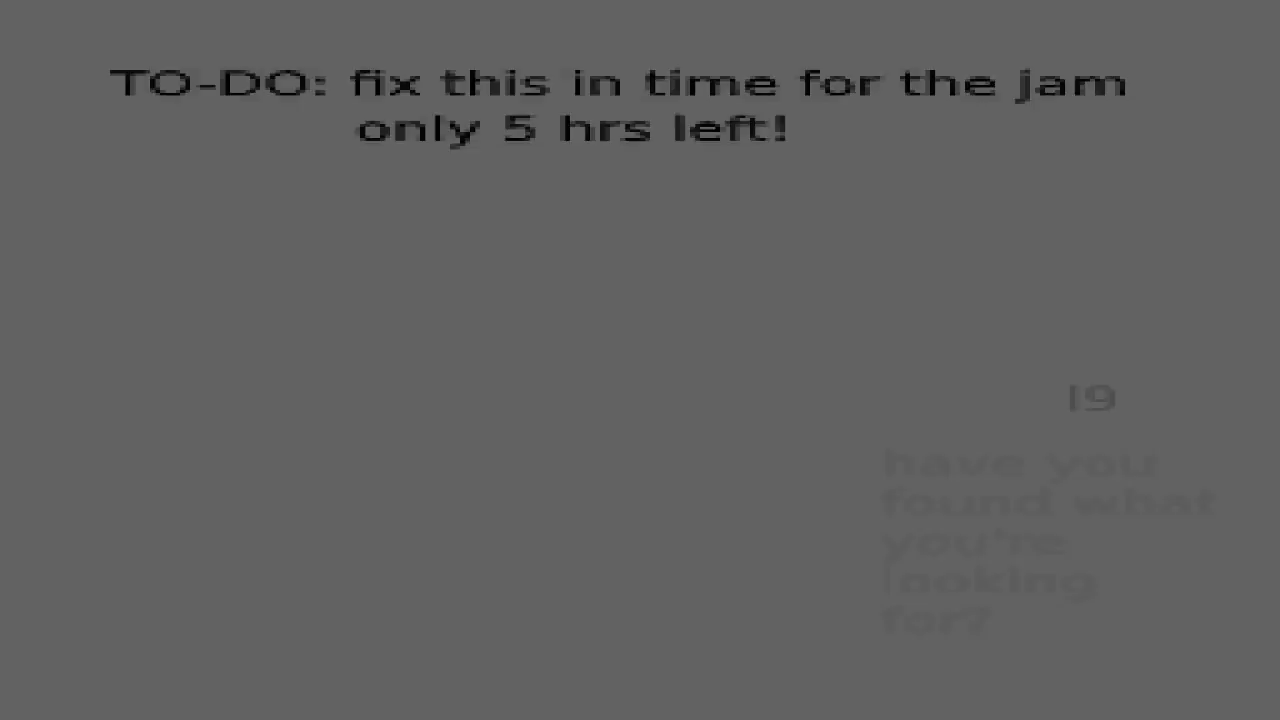 TO-DO: fix this in time for the jam
only 5 hrs left!
I9
have you
found what
you're
looking
for?